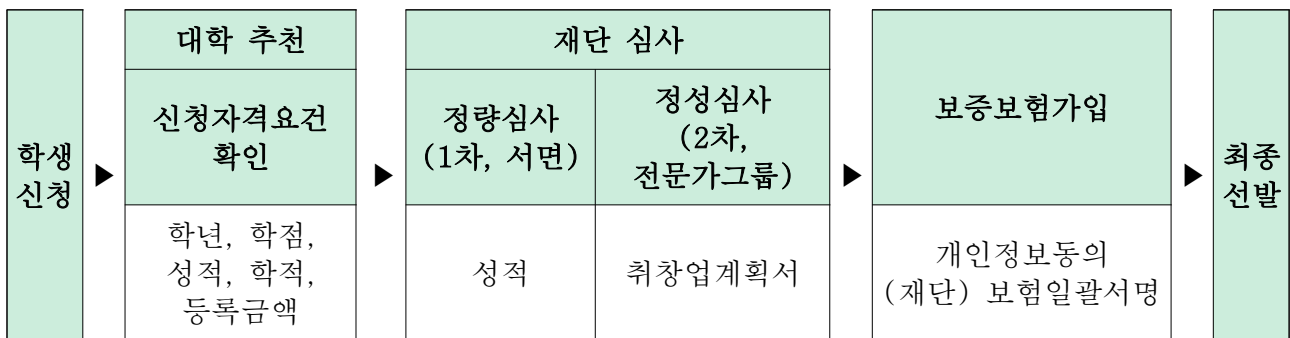 학생
신청
▶
대학 추천
신청자격요건
확인
학년, 학점,
성적, 학적,
등록금액
▶
재단 심사
정량심사
(1차, 서면)
성적
정성심사
(2차,
전문가그룹)
취창업계획서
▶
보증보험가입
개인정보동의
(재단) 보험일괄서명
▶
최종
선발